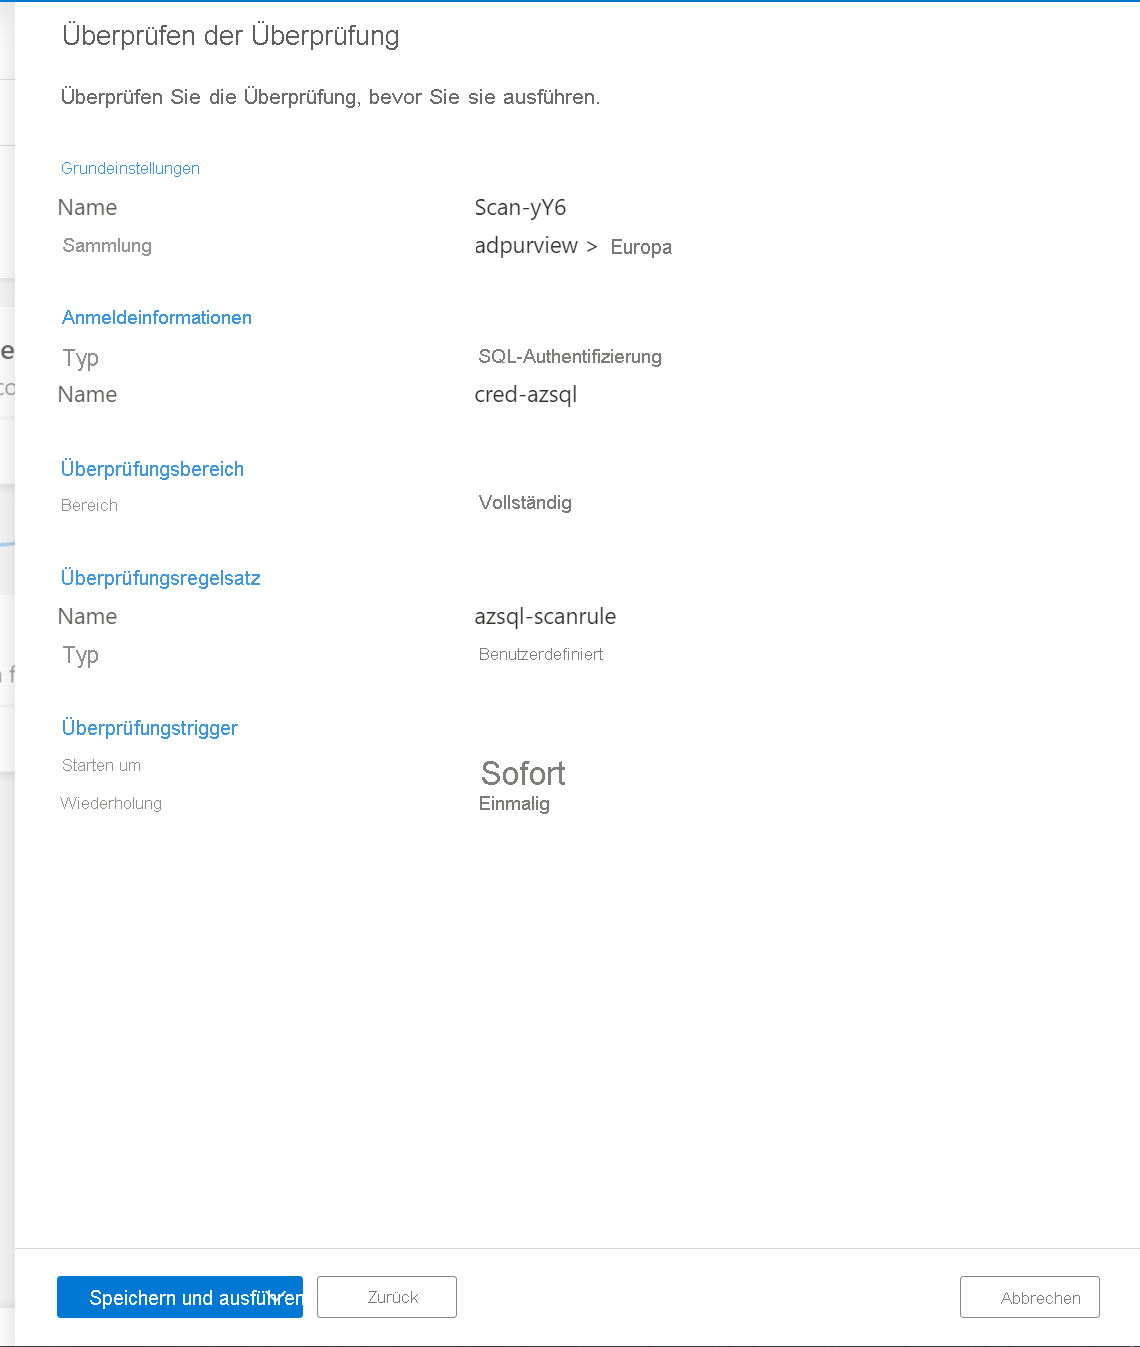 Überprüfen der Überprüfung
Überprüfen Sie die Überprüfung, bevor Sie sie ausführen.
Grundeinstellungen
Name Scan-yY6
Sammlung adpurview > Europa
Anmeldeinformationen
Typ SQL-Authentifizierung
Name cred-azsql
Überprüfungsbereich
Bereich Vollständig
Überprüfungsregelsatz
Name azsql-scanrule
Typ Benutzerdefiniert
Überprüfungstrigger
Starten um Sofort
Wiederholung Einmalig
Speichern und ausführen Zurück Abbrechen